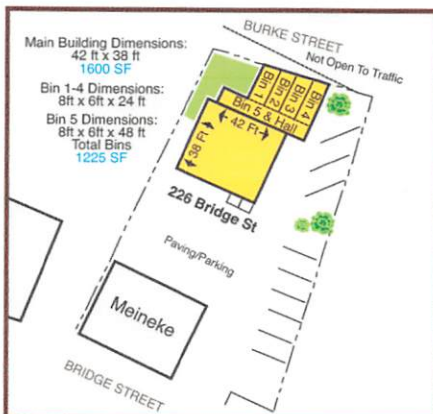 BURKE STREET
Not Open To Traffic
Main Building Dimensions:
42 ft x 38 ft
1600 SF
Bin 1-4 Dimensions:
8ft x 6ft x 24 ft
Bin 5 Dimensions:
8ft x 6ft x 48 ft
Total Bins
1225 SF
Bin 1
Bin 2
Bin 3
Bin 4
Bin 5 & Hall
42 Ft
38 Ft
226 Bridge St
Paving/Parking
Meineke
BRIDGE STREET